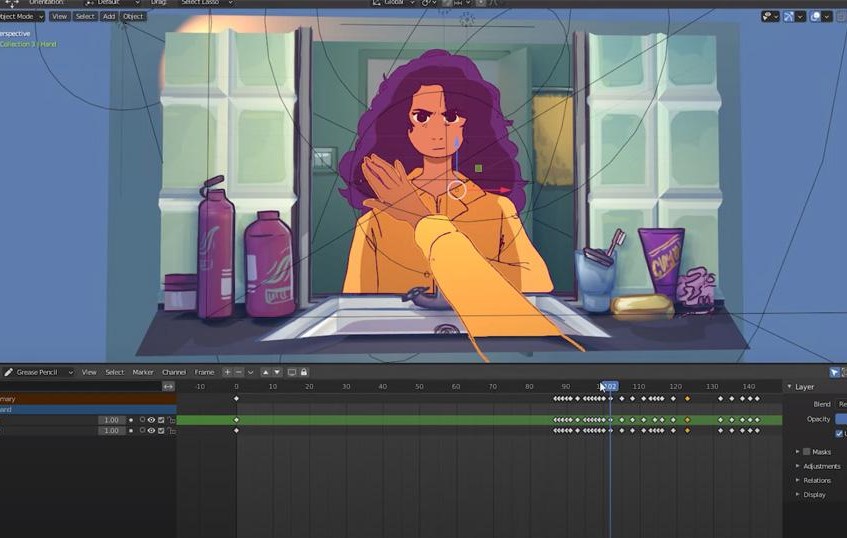 Orientation: Default Drag: Select Lasso Global
bject Mode View Select Add Object
erspective
Collection 3 | Hand
Grease Pencil View Select Marker Channel Frame
-10 0 10 20 30 40 50 60 70 80 90 102 110 120 130 140
Layer
mary
and
Blend Re
1.00 Opacity
1.00 U
Masks
Adjustments
Relations
Display